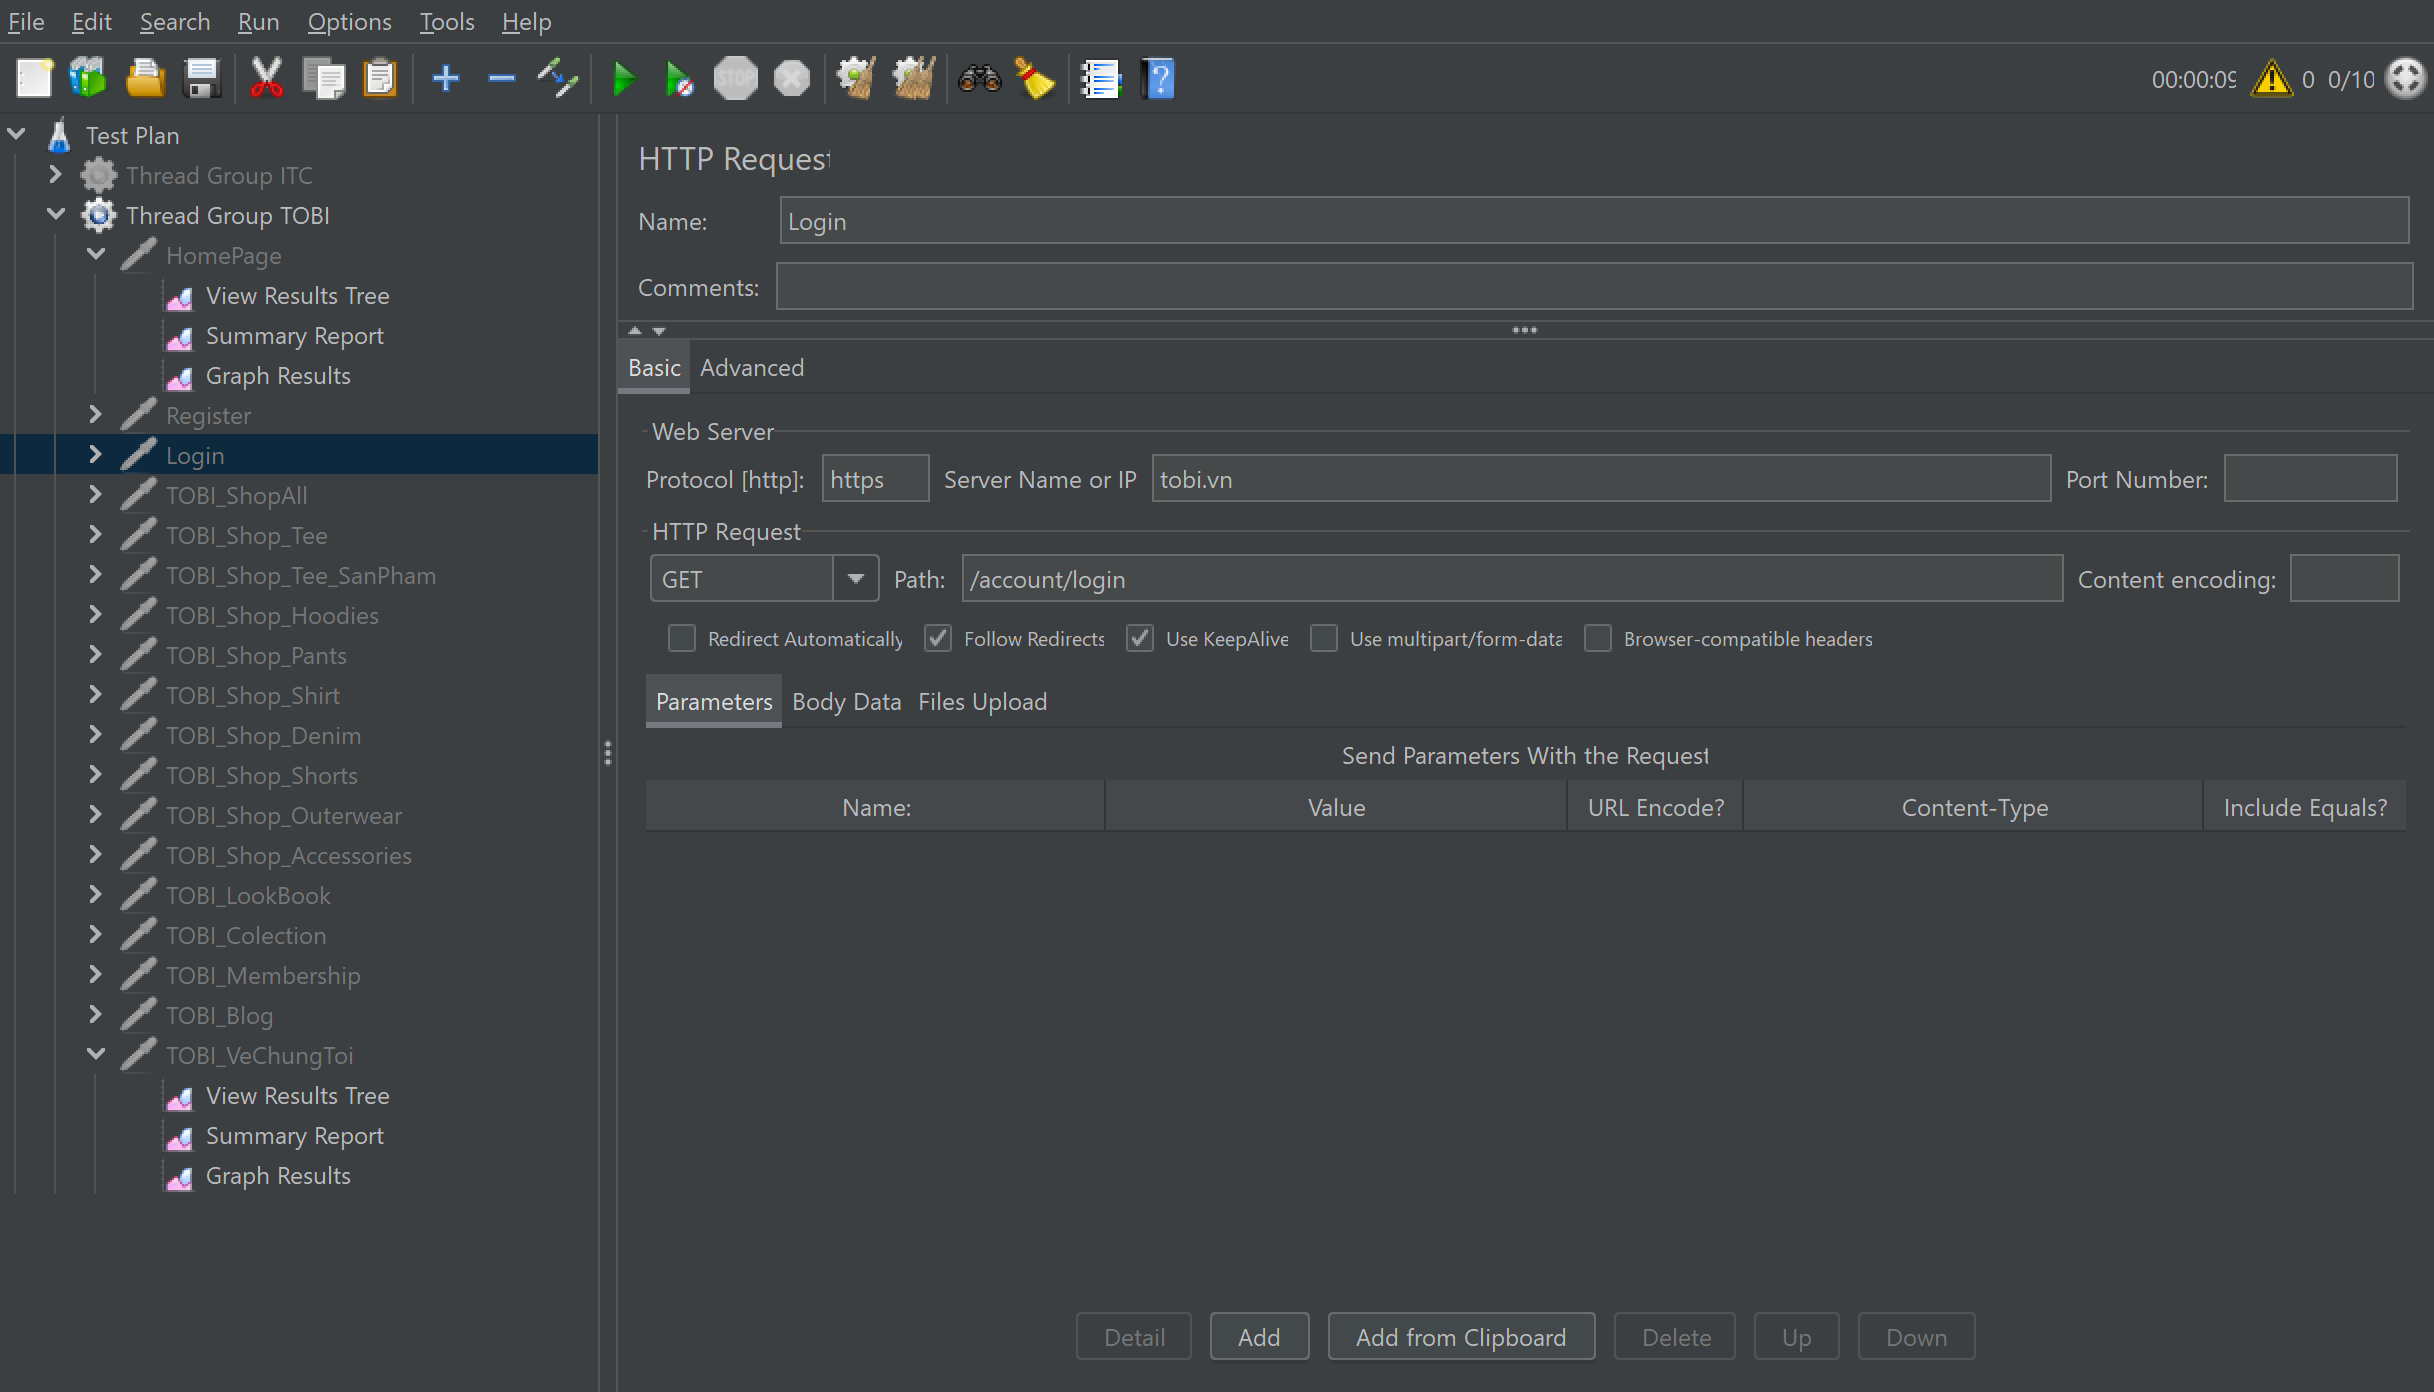 File Edit Search Run Options Tools Help
STOP
00:00:09 0 0/10
Test Plan
Thread Group ITC
Thread Group TOBI
HomePage
View Results Tree
Summary Report
Graph Results
Register
Login
TOBI_ShopAll
TOBI_Shop_Tee
TOBI_Shop_Tee_SanPham
TOBI_Shop_Hoodies
TOBI_Shop_Pants
TOBI_Shop_Shirt
TOBI_Shop_Denim
TOBI_Shop_Shorts
TOBI_Shop_Outerwear
TOBI_Shop_Accessories
TOBI_LookBook
TOBI_Colection
TOBI_Membership
TOBI_Blog
TOBI_VeChungToi
View Results Tree
Summary Report
Graph Results
HTTP Request
Name: Login
Comments:
Basic Advanced
Web Server
Protocol [http]: https Server Name or IP tobi.vn Port Number:
HTTP Request
GET Path: /account/login Content encoding:
Redirect Automatically Follow Redirects Use KeepAlive Use multipart/form-data Browser-compatible headers
Parameters Body Data Files Upload
Send Parameters With the Request
Name: Value URL Encode? Content-Type Include Equals?
Detail Add Add from Clipboard Delete Up Down